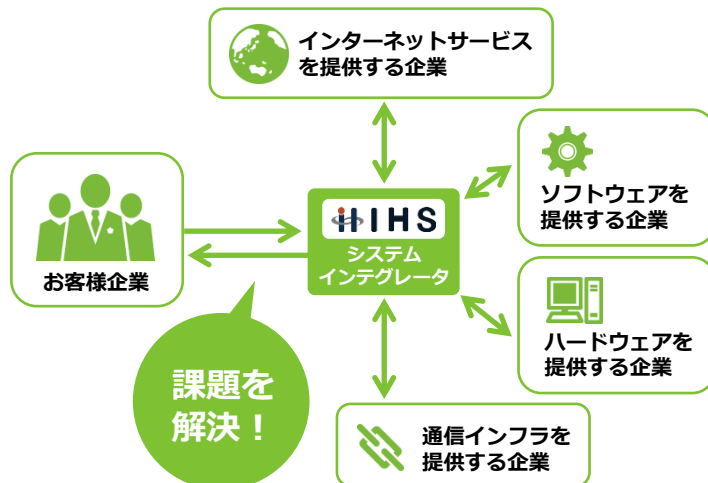 インターネットサービス
を提供する企業
ソフトウェアを
提供する企業
お客様企業
IHS
システム
インテグレータ
ハードウェアを
提供する企業
課題を
解決！
通信インフラを
提供する企業